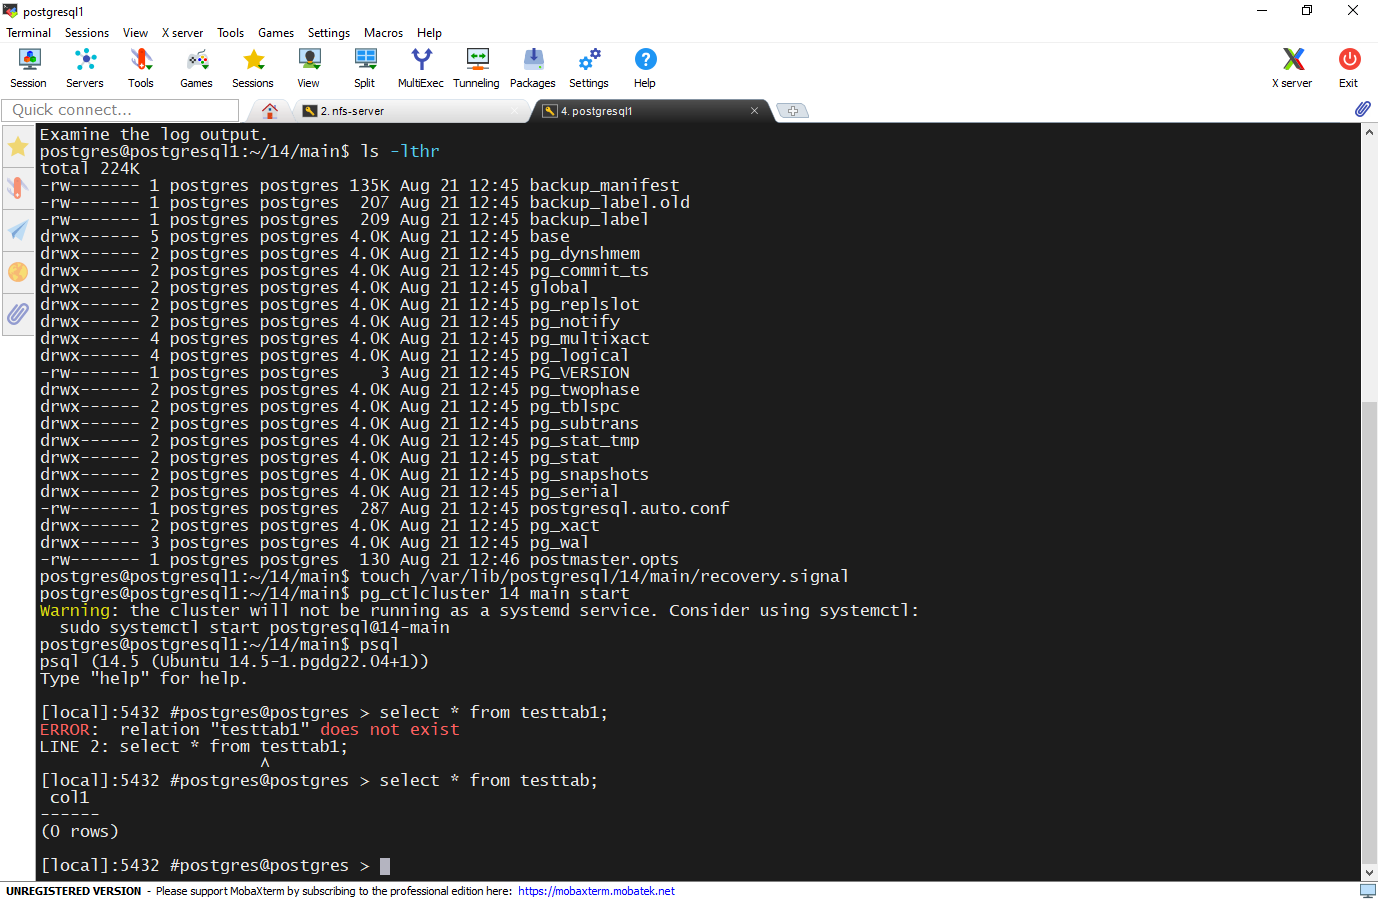 postgresql1
Terminal Sessions View X server Tools Games Settings Macros Help
Session Servers Tools Games Sessions View Split MultiExec Tunneling Packages Settings Help X server Exit
Quick connect... 2. nfs-server 4. postgresql1
Examine the log output.
postgres@postgresql1:~/14/main$ ls -lthr
total 224K
-rw------- 1 postgres postgres 135K Aug 21 12:45 backup_manifest
-rw------- 1 postgres postgres  207 Aug 21 12:45 backup_label.old
-rw------- 1 postgres postgres  209 Aug 21 12:45 backup_label
drwx------ 5 postgres postgres 4.0K Aug 21 12:45 base
drwx------ 2 postgres postgres 4.0K Aug 21 12:45 pg_dynshmem
drwx------ 2 postgres postgres 4.0K Aug 21 12:45 pg_commit_ts
drwx------ 2 postgres postgres 4.0K Aug 21 12:45 global
drwx------ 2 postgres postgres 4.0K Aug 21 12:45 pg_replslot
drwx------ 2 postgres postgres 4.0K Aug 21 12:45 pg_notify
drwx------ 4 postgres postgres 4.0K Aug 21 12:45 pg_multixact
drwx------ 4 postgres postgres 4.0K Aug 21 12:45 pg_logical
-rw------- 1 postgres postgres    3 Aug 21 12:45 PG_VERSION
drwx------ 2 postgres postgres 4.0K Aug 21 12:45 pg_twophase
drwx------ 2 postgres postgres 4.0K Aug 21 12:45 pg_tblspc
drwx------ 2 postgres postgres 4.0K Aug 21 12:45 pg_subtrans
drwx------ 2 postgres postgres 4.0K Aug 21 12:45 pg_stat_tmp
drwx------ 2 postgres postgres 4.0K Aug 21 12:45 pg_stat
drwx------ 2 postgres postgres 4.0K Aug 21 12:45 pg_snapshots
drwx------ 2 postgres postgres 4.0K Aug 21 12:45 pg_serial
-rw------- 1 postgres postgres  287 Aug 21 12:45 postgresql.auto.conf
drwx------ 2 postgres postgres 4.0K Aug 21 12:45 pg_xact
drwx------ 3 postgres postgres 4.0K Aug 21 12:45 pg_wal
-rw------- 1 postgres postgres  130 Aug 21 12:46 postmaster.opts
postgres@postgresql1:~/14/main$ touch /var/lib/postgresql/14/main/recovery.signal
postgres@postgresql1:~/14/main$ pg_ctlcluster 14 main start
Warning: the cluster will not be running as a systemd service. Consider using systemctl:
  sudo systemctl start postgresql@14-main
postgres@postgresql1:~/14/main$ psql
psql (14.5 (Ubuntu 14.5-1.pgdg22.04+1))
Type "help" for help.
[local]:5432 #postgres@postgres > select * from testtab1;
ERROR:  relation "testtab1" does not exist
LINE 2: select * from testtab1;
                      ^
[local]:5432 #postgres@postgres > select * from testtab;
 col1
------
(0 rows)
[local]:5432 #postgres@postgres >
UNREGISTERED VERSION - Please support MobaXterm by subscribing to the professional edition here: https://mobaxterm.mobatek.net